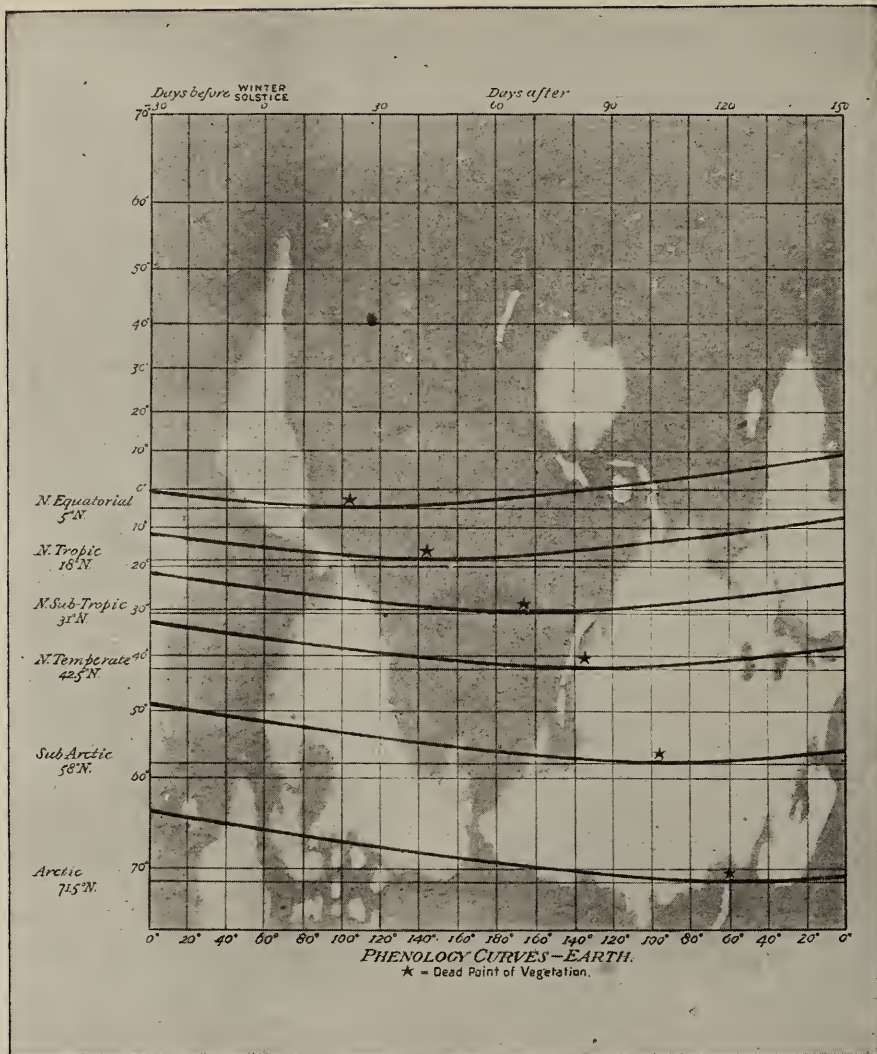 Days before WINTER SOLSTICE Days after
-30 0 30 60 90 120 150
70°
60°
50°
40°
30°
20°
10°
0°
N. Equatorial
5°N.
10°
N. Tropic
18°N.
20°
N. Sub-Tropic 30°
31°N.
N. Temperate 40°
42.5°N.
50°
Sub Arctic
58°N.
60°
Arctic 70°
71.5°N.
0° 20° 40° 60° 80° 100° 120° 140° 160° 180° 160° 140° 120° 100° 80° 60° 40° 20° 0°
PHENOLOGY CURVES—EARTH.
★ = Dead Point of Vegetation.